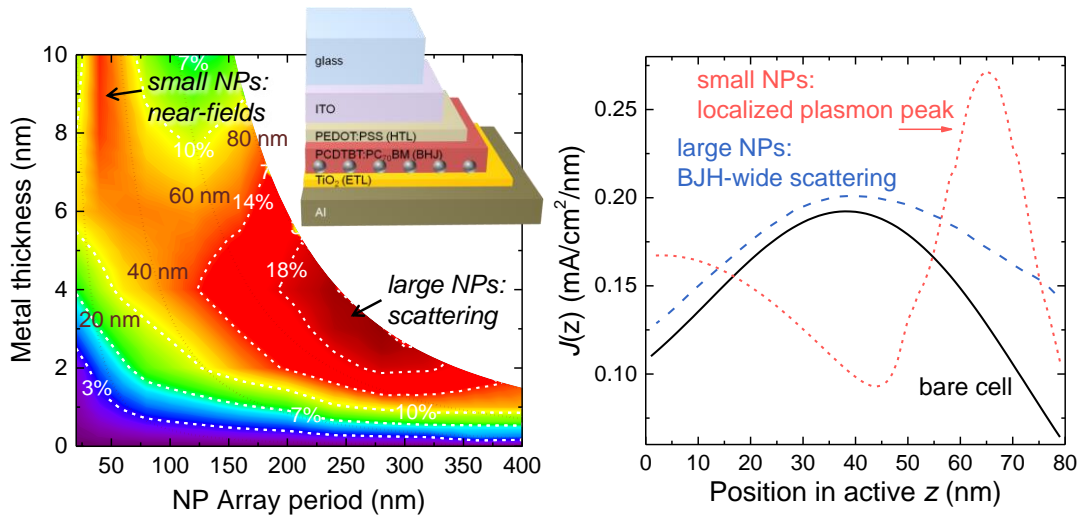 Metal thickness (nm)
10
8
6
4
2
0
7%
small NPs:
near-fields
10%
80 nm
60 nm
14%
40 nm
18%
20 nm
large NPs:
scattering
3%
7%
10%
50 100 150 200 250 300 350 400
NP Array period (nm)
glass
ITO
PEDOT:PSS (HTL)
PCDTBT:PC70BM (BHJ)
TiO2 (ETL)
Al
J(z) (mA/cm2/nm)
0.25
0.20
0.15
0.10
small NPs:
localized plasmon peak
large NPs:
BJH-wide scattering
bare cell
0 10 20 30 40 50 60 70 80
Position in active z (nm)